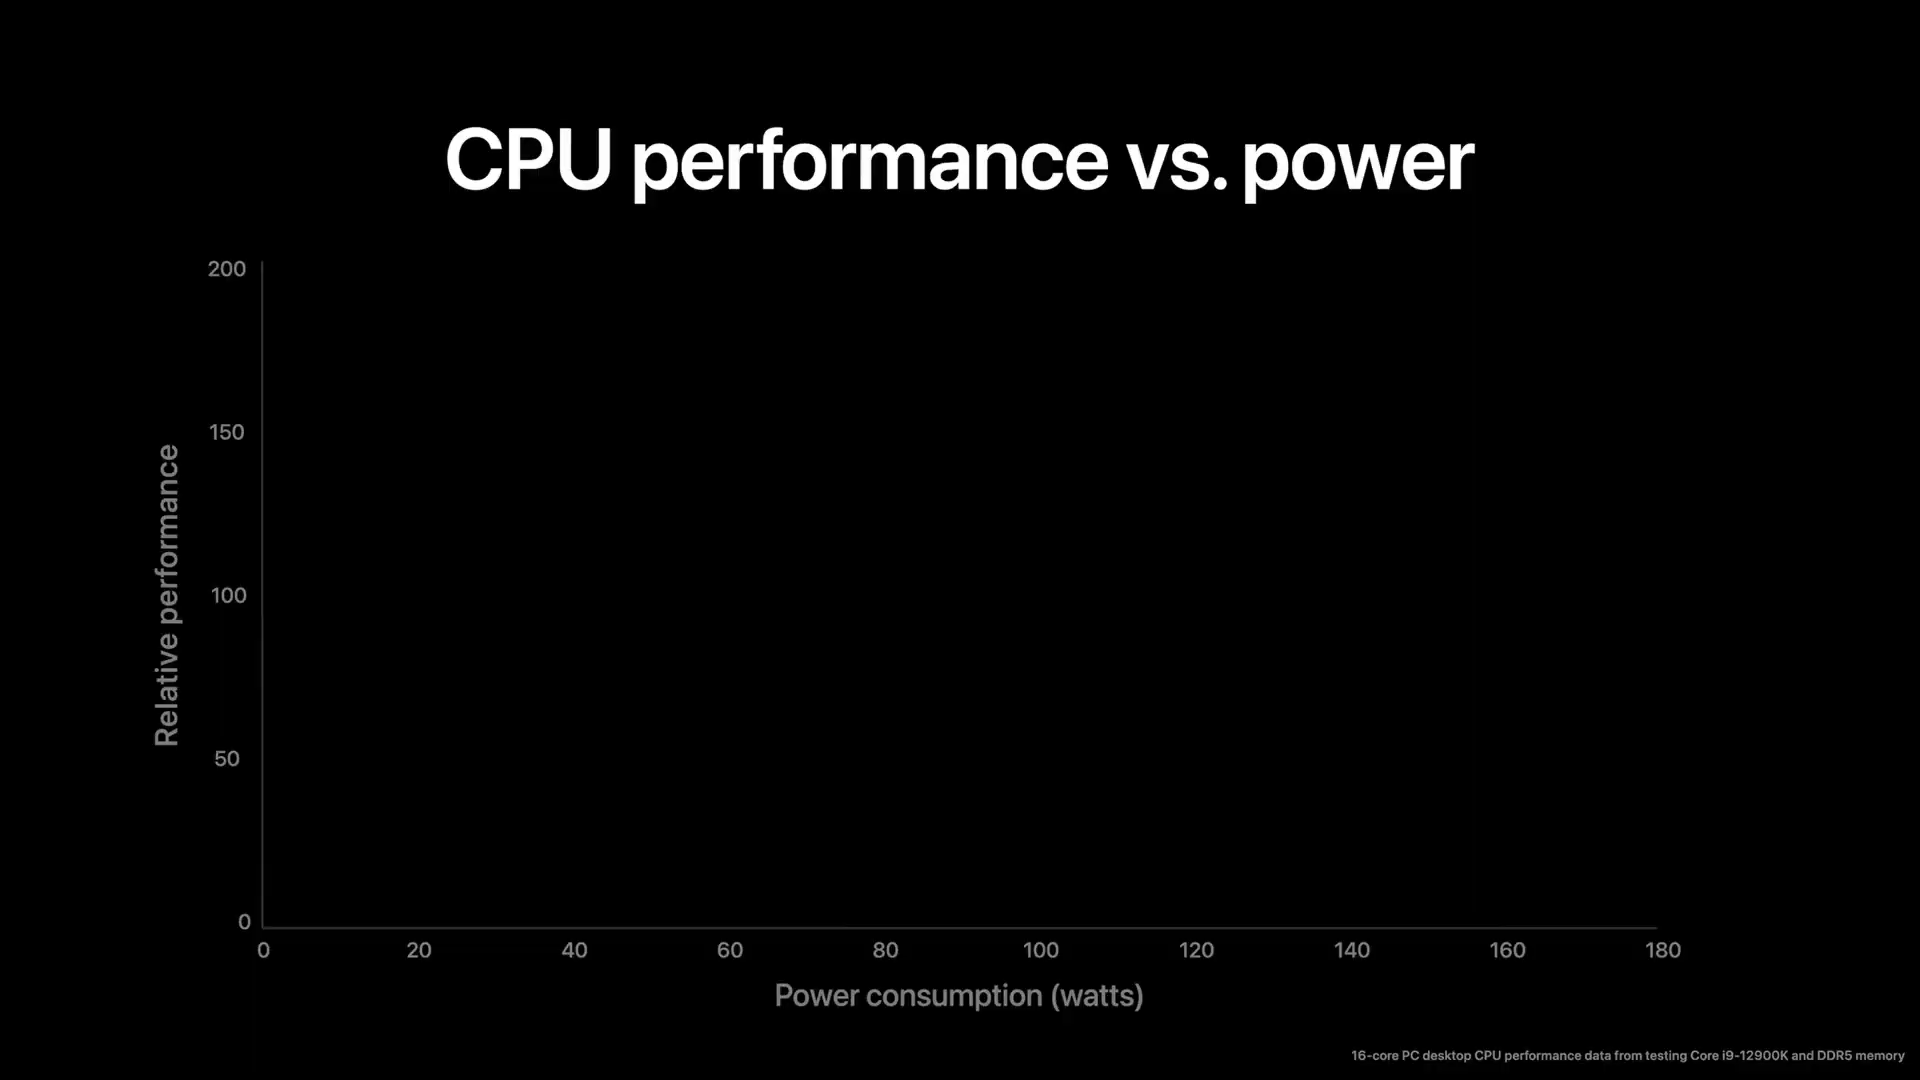 CPU performance vs. power
200
150
100
50
0
Relative performance
0 20 40 60 80 100 120 140 160 180
Power consumption (watts)
16-core PC desktop CPU performance data from testing Core i9-12900K and DDR5 memory